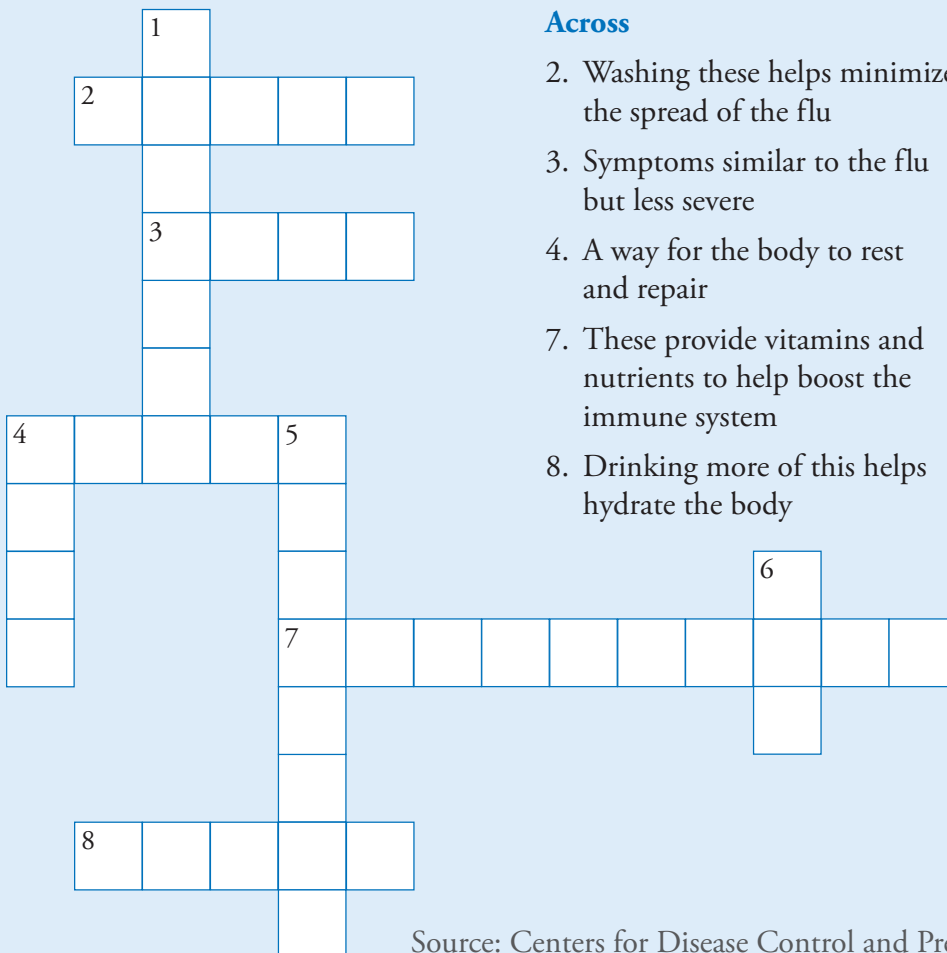 1
2
3
4
5
6
7
8
Across
2. Washing these helps minimize
the spread of the flu
3. Symptoms similar to the flu
but less severe
4. A way for the body to rest
and repair
7. These provide vitamins and
nutrients to help boost the
immune system
8. Drinking more of this helps
hydrate the body
Source: Centers for Disease Control and